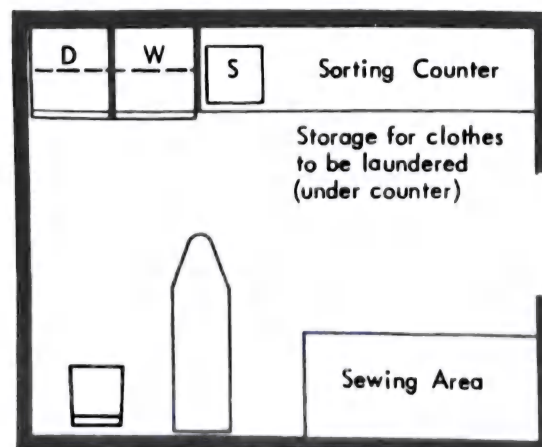 D
W
S
Sorting Counter
Storage for clothes
to be laundered
(under counter)
Sewing Area